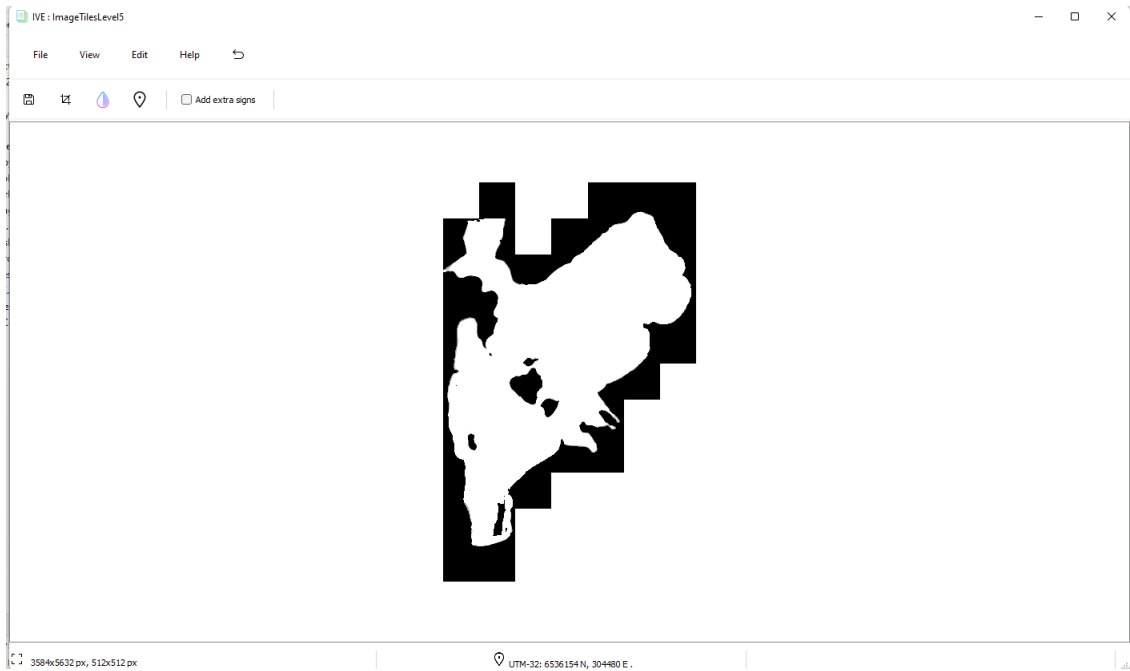 IVE : ImageTilesLevel5
File View Edit Help
Add extra signs
3584x5632 px, 512x512 px
UTM-32: 6536154 N, 304480 E .